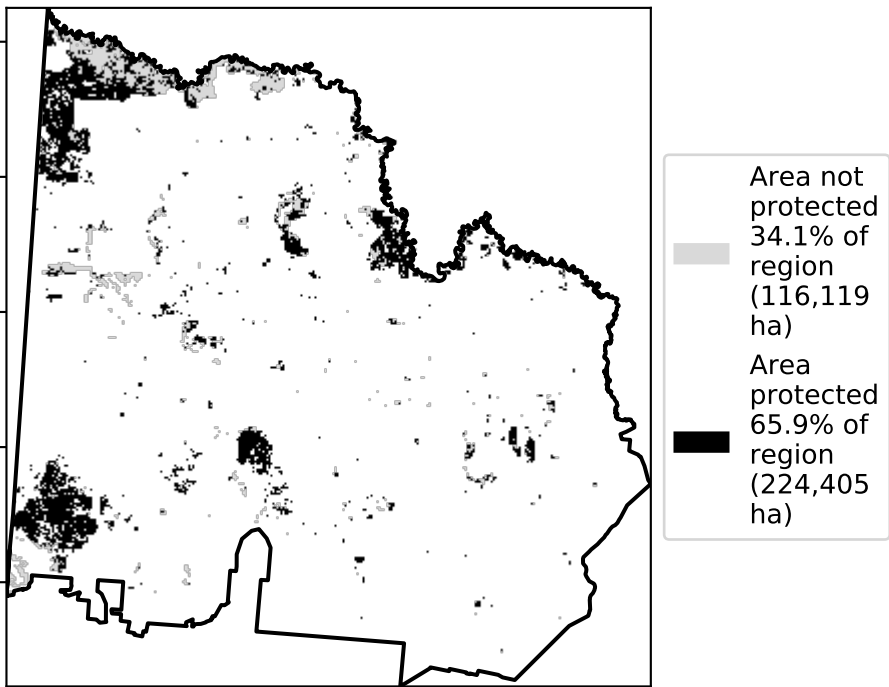 Area not
protected
34.1% of
region
(116,119
ha)
Area
protected
65.9% of
region
(224,405
ha)